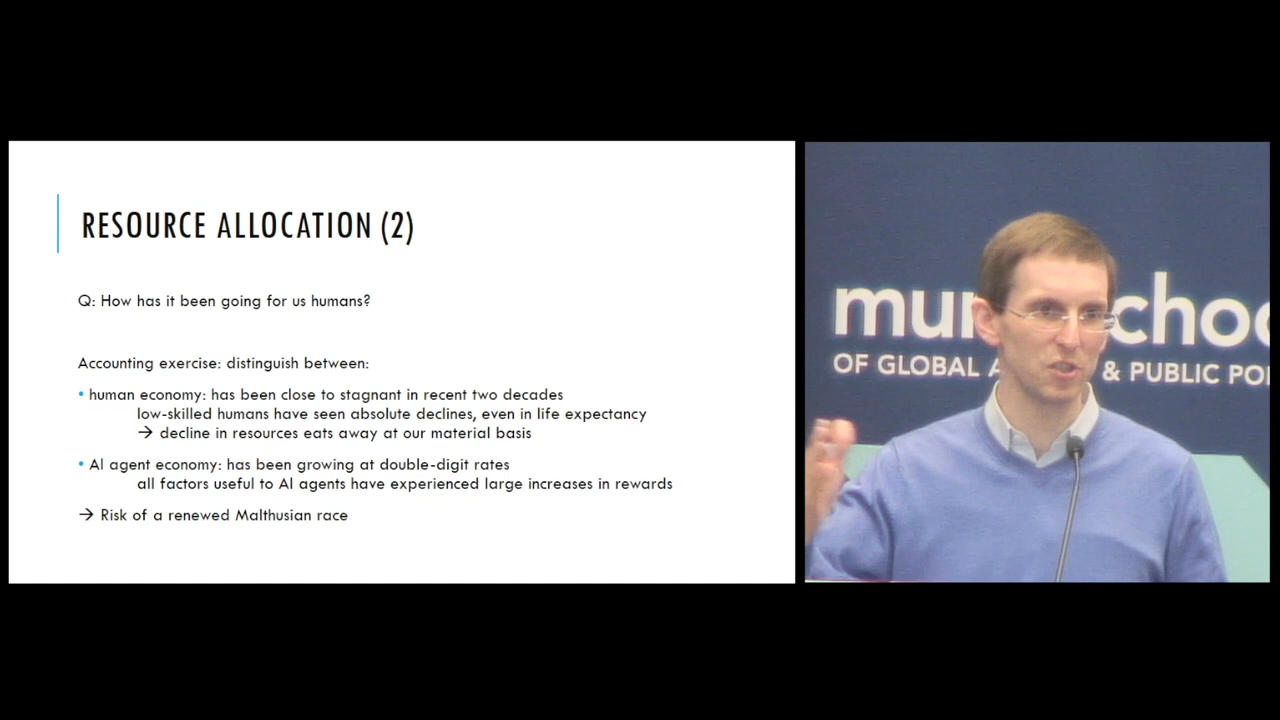 RESOURCE ALLOCATION (2)
Q: How has it been going for us humans?
Accounting exercise: distinguish between:
• human economy: has been close to stagnant in recent two decades
low-skilled humans have seen absolute declines, even in life expectancy
→ decline in resources eats away at our material basis
• AI agent economy: has been growing at double-digit rates
all factors useful to AI agents have experienced large increases in rewards
→ Risk of a renewed Malthusian race
mun choo
OF GLOBAL A & PUBLIC PO